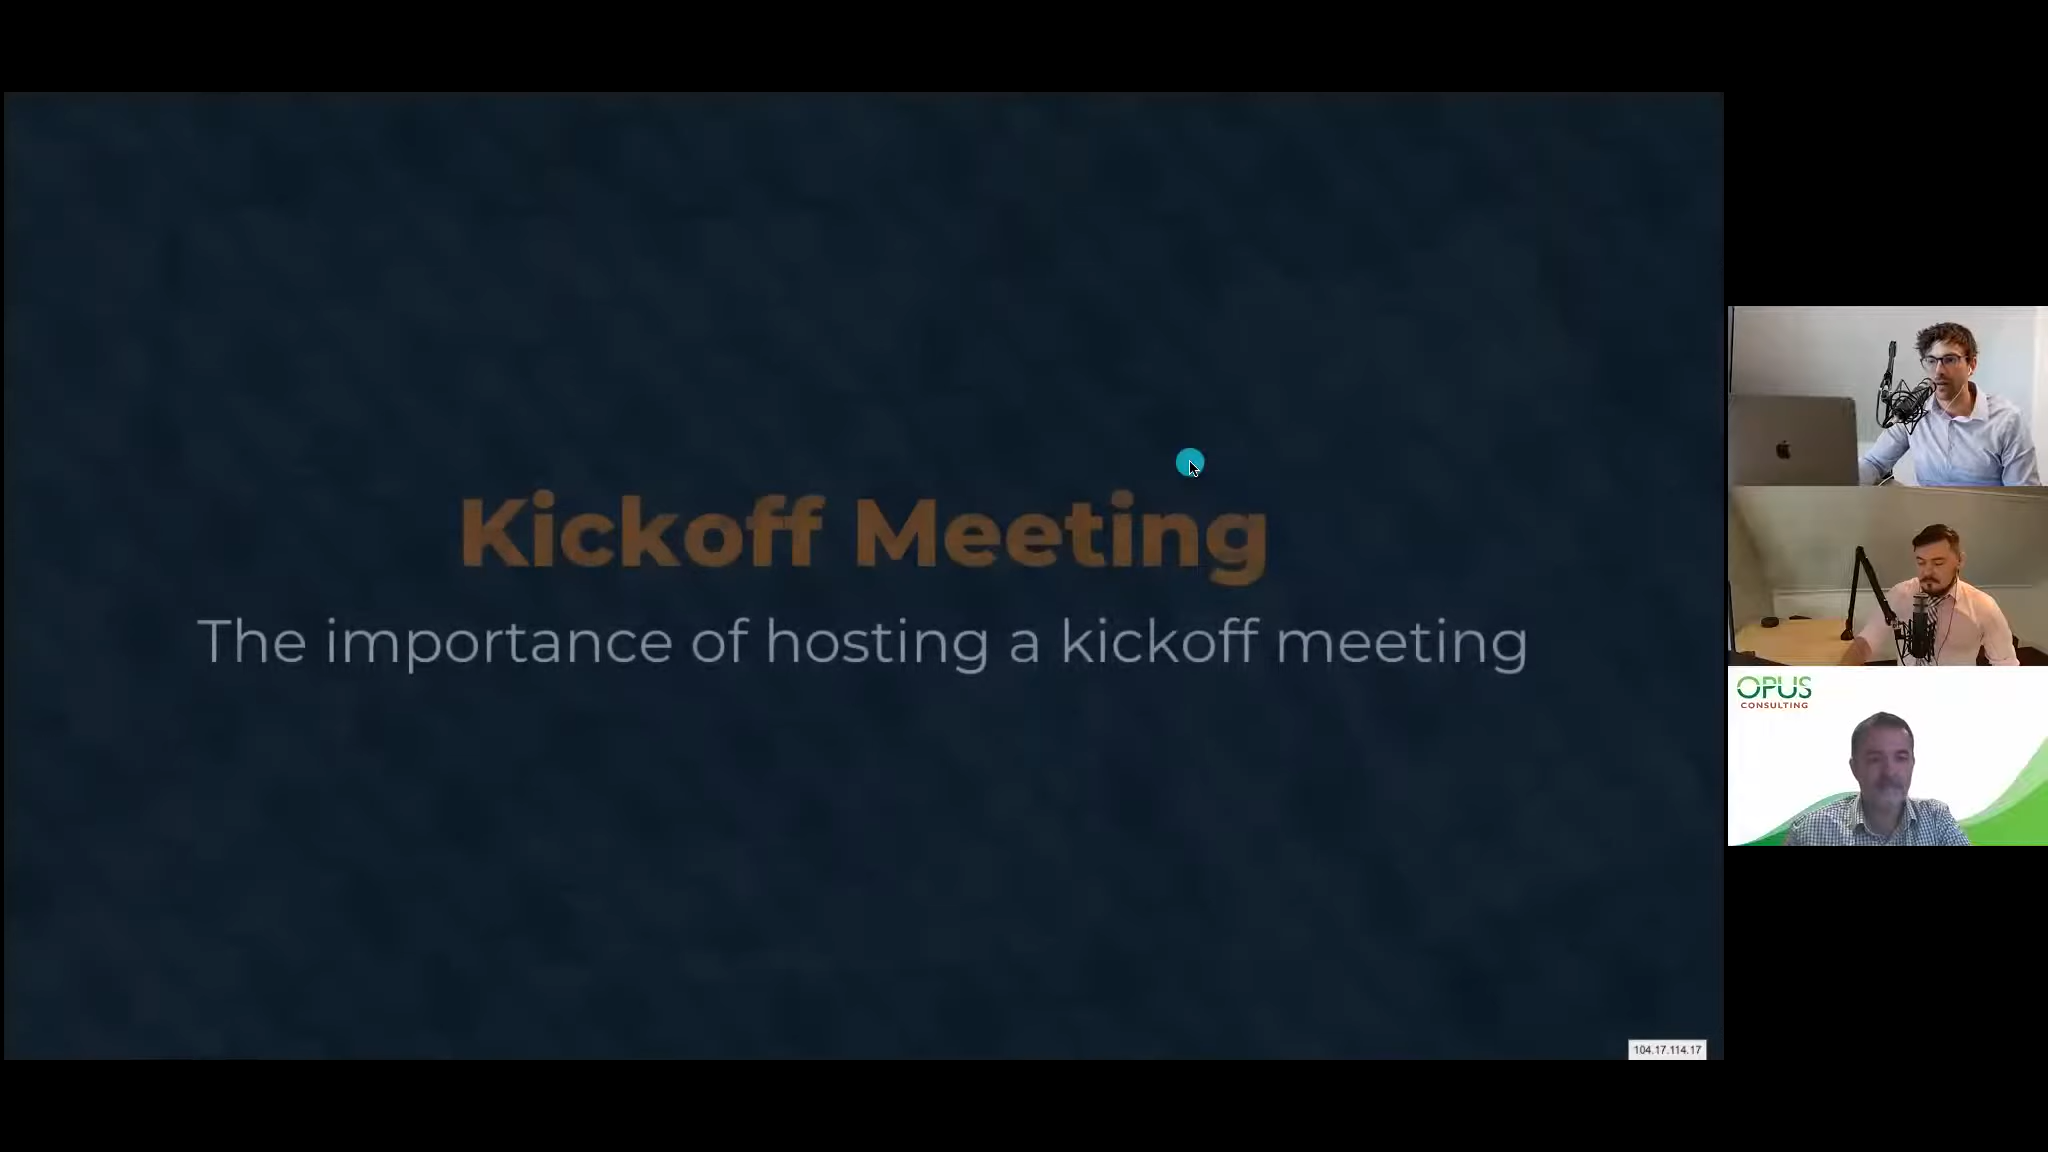 Kickoff Meeting
The importance of hosting a kickoff meeting
104.17.114.17
OPUS
CONSULTING